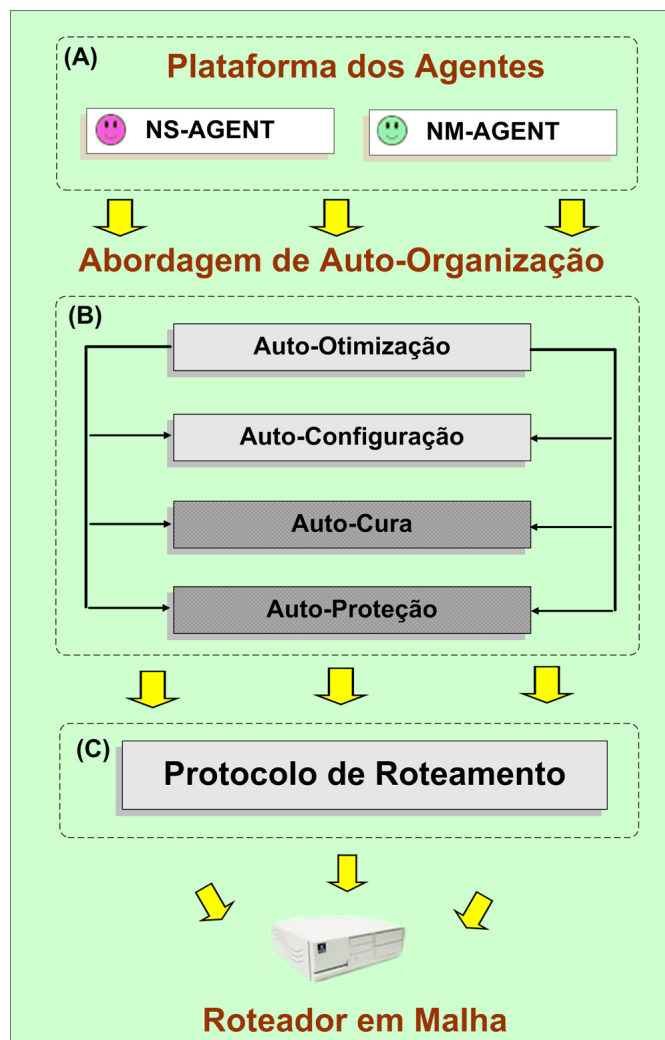 (A)
Plataforma dos Agentes
NS-AGENT
NM-AGENT
Abordagem de Auto-Organização
(B)
Auto-Otimização
Auto-Configuração
Auto-Cura
Auto-Proteção
(C)
Protocolo de Roteamento
Roteador em Malha